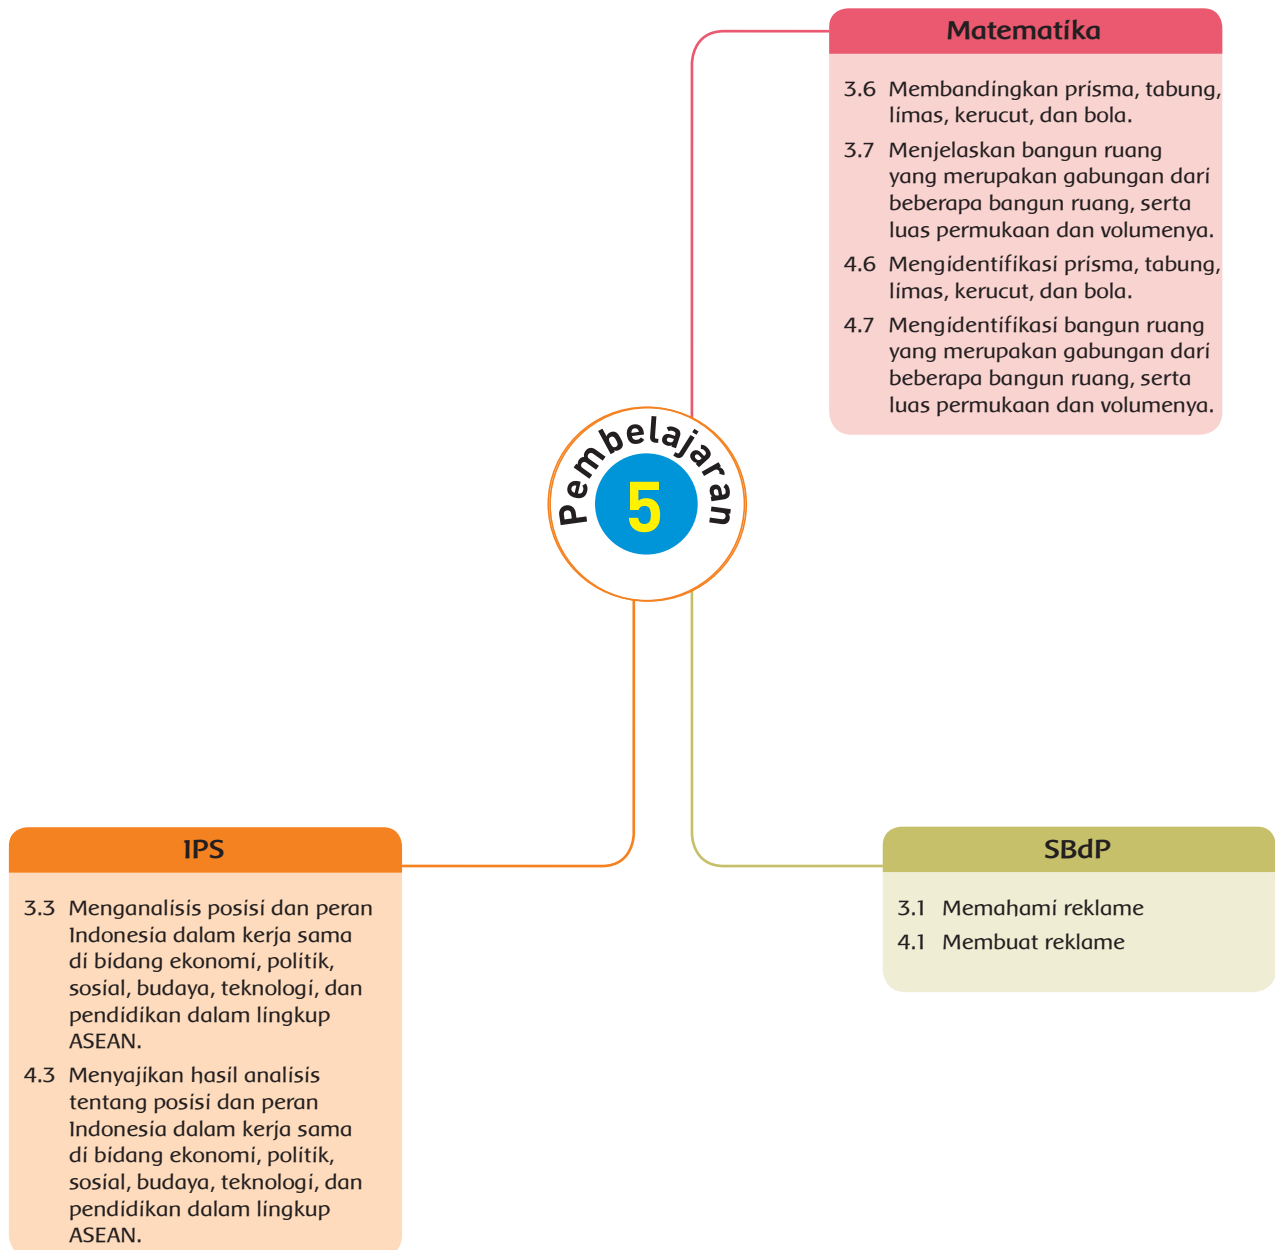 Matematika
3.6 Membandingkan prisma, tabung,
limas, kerucut, dan bola.
3.7 Menjelaskan bangun ruang
yang merupakan gabungan dari
beberapa bangun ruang, serta
luas permukaan dan volumenya.
4.6 Mengidentifikasi prisma, tabung,
limas, kerucut, dan bola.
4.7 Mengidentifikasi bangun ruang
yang merupakan gabungan dari
beberapa bangun ruang, serta
luas permukaan dan volumenya.
Pembelajaran
5
IPS
3.3 Menganalisis posisi dan peran
Indonesia dalam kerja sama
di bidang ekonomi, politik,
sosial, budaya, teknologi, dan
pendidikan dalam lingkup
ASEAN.
4.3 Menyajikan hasil analisis
tentang posisi dan peran
Indonesia dalam kerja sama
di bidang ekonomi, politik,
sosial, budaya, teknologi, dan
pendidikan dalam lingkup
ASEAN.
SBdP
3.1 Memahami reklame
4.1 Membuat reklame